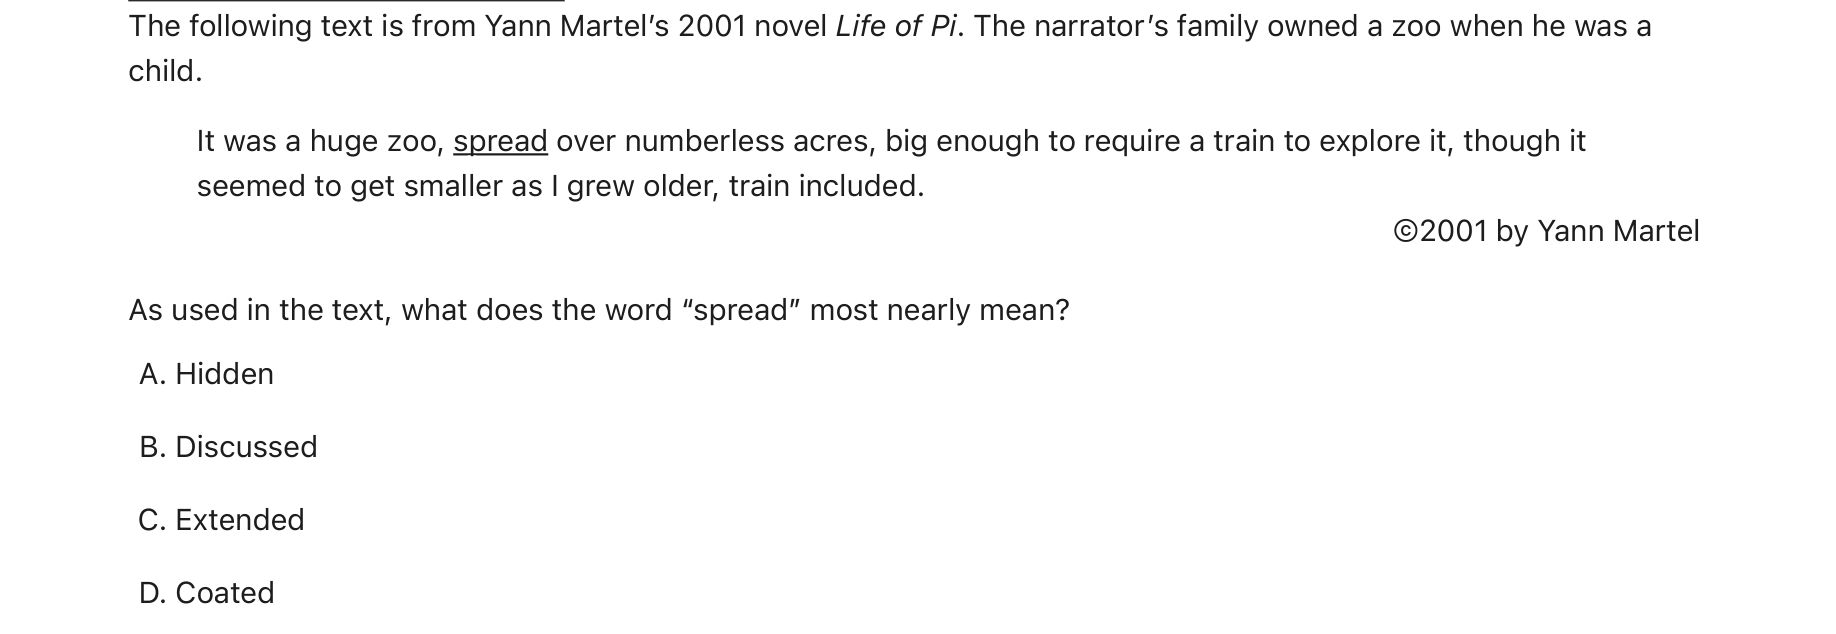 The following text is from Yann Martel’s 2001 novel Life of Pi. The narrator’s family owned a zoo when he was a
child.
It was a huge zoo, spread over numberless acres, big enough to require a train to explore it, though it
seemed to get smaller as I grew older, train included.
©2001 by Yann Martel
As used in the text, what does the word “spread” most nearly mean?
A. Hidden
B. Discussed
C. Extended
D. Coated